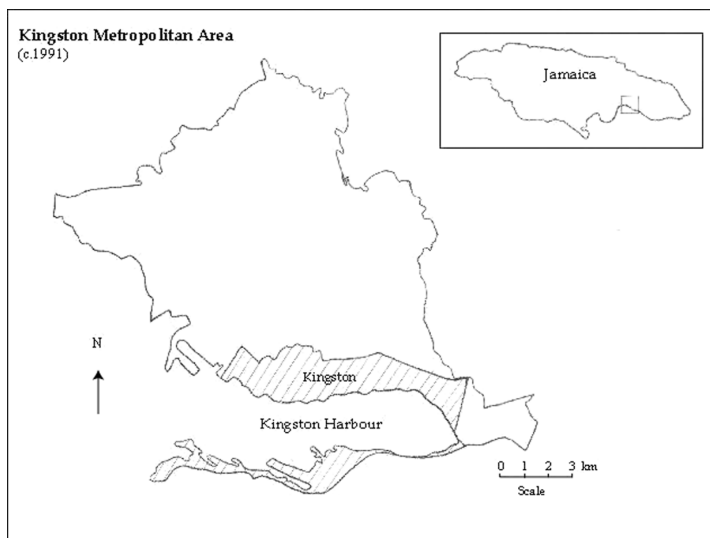 Kingston Metropolitan Area
(c.1991)
Jamaica
N
Kingston
Kingston Harbour
0 1 2 3 km
Scale